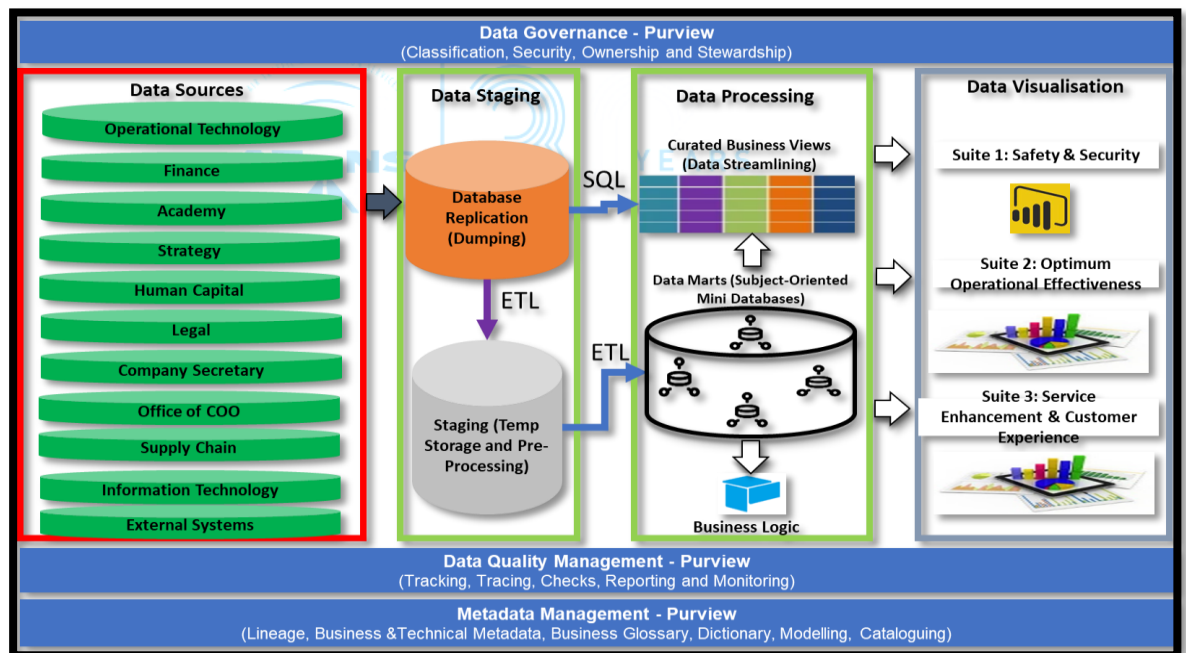 Data Governance - Purview
(Classification, Security, Ownership and Stewardship)
Data Sources
Operational Technology
Finance
Academy
Strategy
Human Capital
Legal
Company Secretary
Office of COO
Supply Chain
Information Technology
External Systems
Data Staging
Database
Replication
(Dumping)
ETL
Staging (Temp
Storage and Pre-
Processing)
SQL
ETL
Data Processing
Curated Business Views
(Data Streamlining)
YEARS
Data Marts (Subject-Oriented
Mini Databases)
Business Logic
Data Visualisation
Suite 1: Safety & Security
Suite 2: Optimum
Operational Effectiveness
Suite 3: Service
Enhancement & Customer
Experience
Data Quality Management - Purview
(Tracking, Tracing, Checks, Reporting and Monitoring)
Metadata Management - Purview
(Lineage, Business &Technical Metadata, Business Glossary, Dictionary, Modelling, Cataloguing)